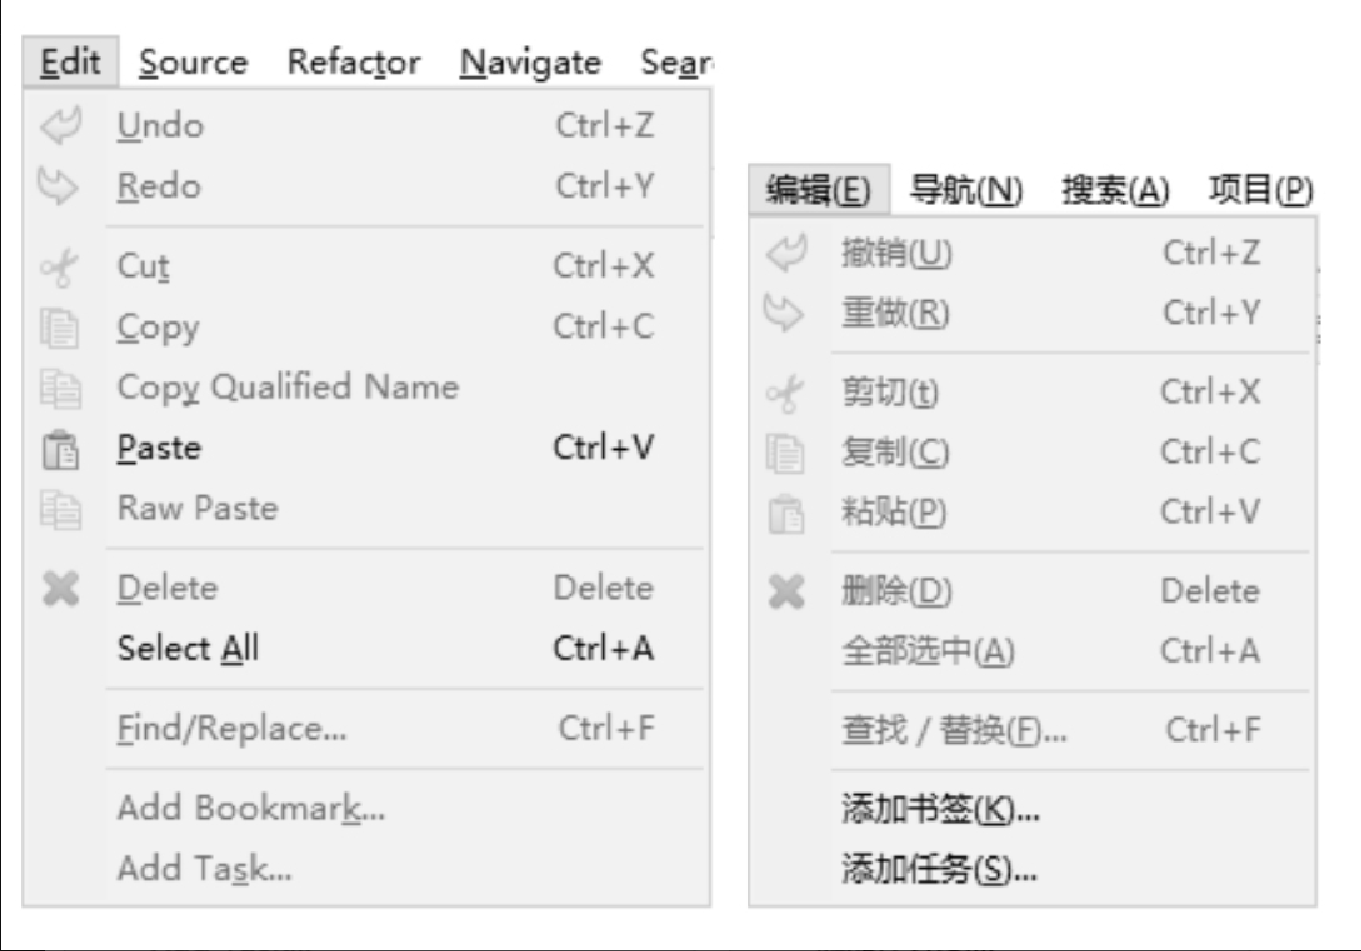 Edit Source Refactor Navigate Sear
Undo Ctrl+Z
Redo Ctrl+Y
Cut Ctrl+X
Copy Ctrl+C
Copy Qualified Name
Paste Ctrl+V
Raw Paste
Delete Delete
Select All Ctrl+A
Find/Replace... Ctrl+F
Add Bookmark...
Add Task...
编辑(E) 导航(N) 搜索(A) 项目(P)
撤销(U) Ctrl+Z
重做(R) Ctrl+Y
剪切(t) Ctrl+X
复制(C) Ctrl+C
粘贴(P) Ctrl+V
删除(D) Delete
全部选中(A) Ctrl+A
查找 / 替换(F)... Ctrl+F
添加书签(K)...
添加任务(S)...